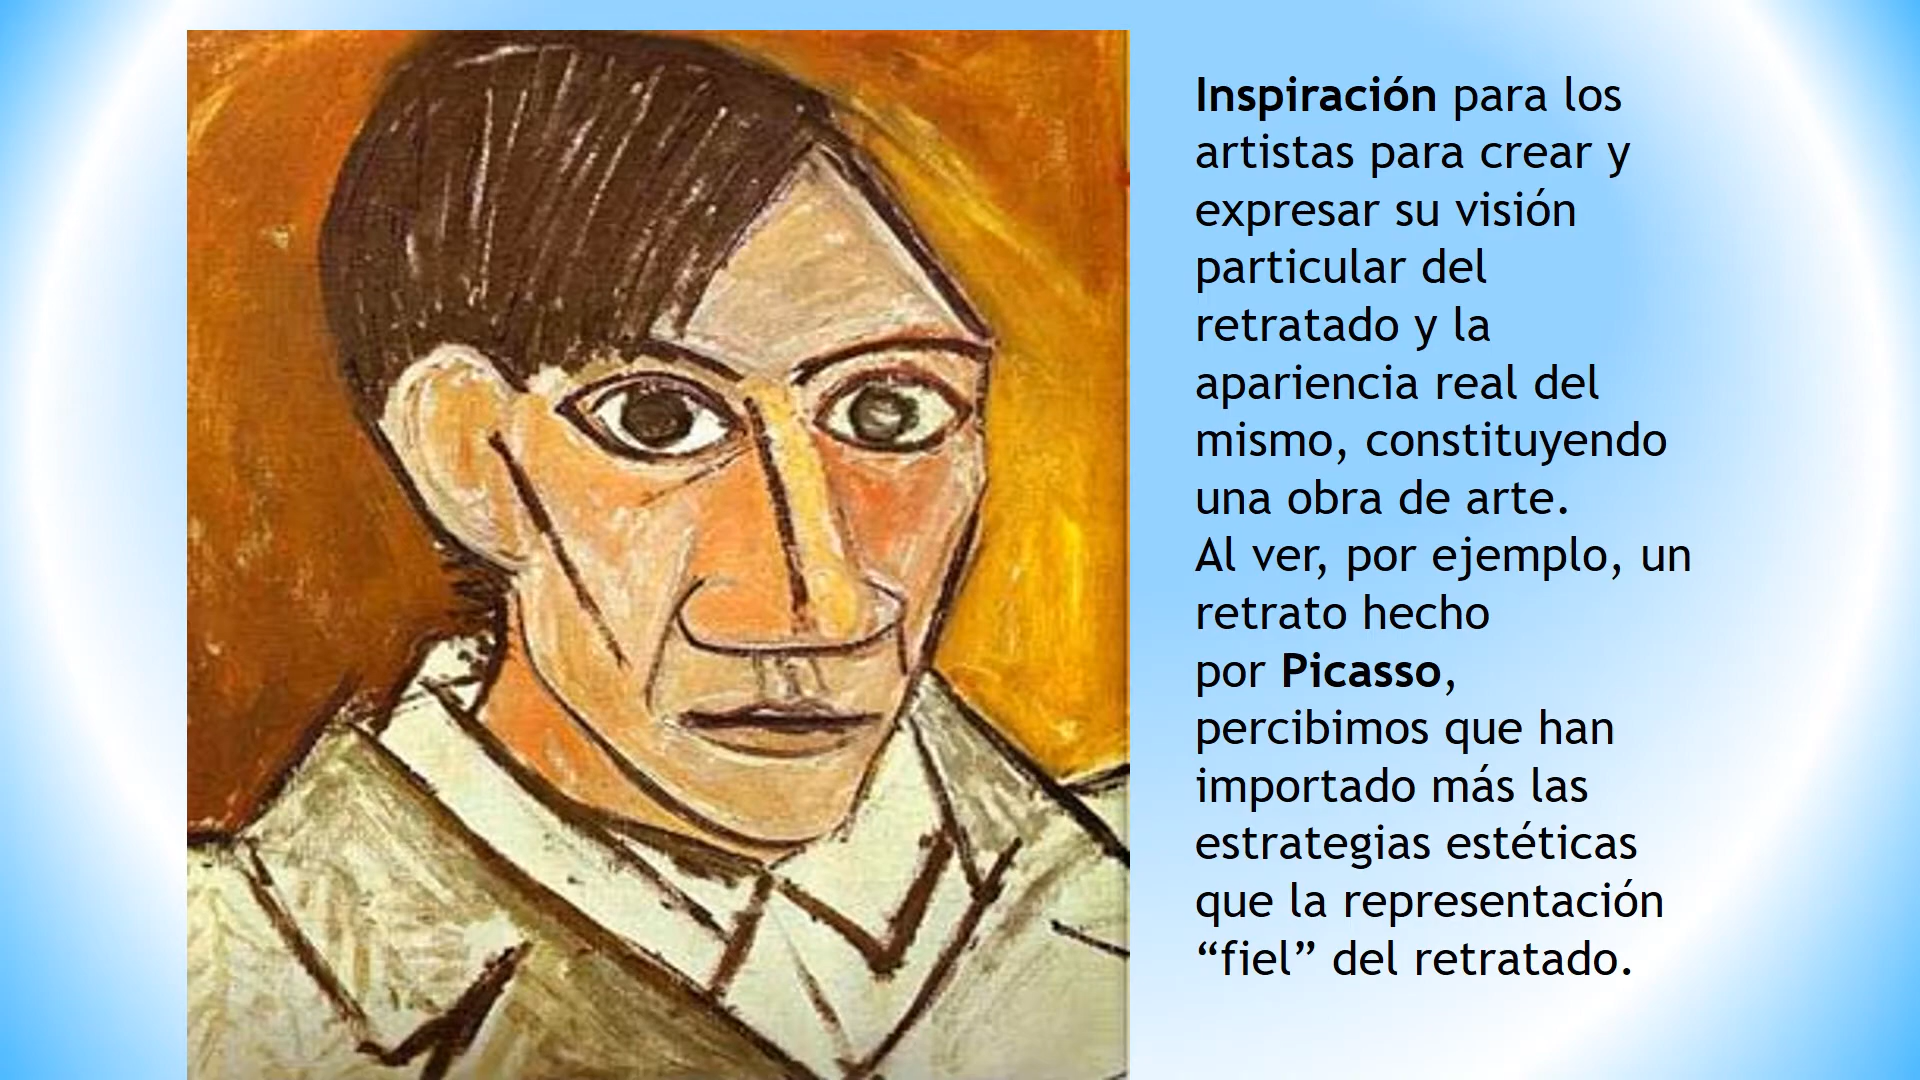 Inspiración para los
artistas para crear y
expresar su visión
particular del
retratado y la
apariencia real del
mismo, constituyendo
una obra de arte.
Al ver, por ejemplo, un
retrato hecho
por Picasso,
percibimos que han
importado más las
estrategias estéticas
que la representación
“fiel” del retratado.